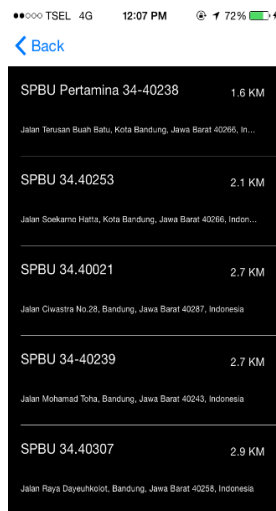 TSEL 4G 12:07 PM 72%
Back
SPBU Pertamina 34-40238 1.6 KM
Jalan Terusan Buah Batu, Kota Bandung, Jawa Barat 40266, In...
SPBU 34.40253 2.1 KM
Jalan Soekarno Hatta, Kota Bandung, Jawa Barat 40266, Indon...
SPBU 34.40021 2.7 KM
Jalan Ciwastra No.28, Bandung, Jawa Barat 40287, Indonesia
SPBU 34-40239 2.7 KM
Jalan Mohamad Toha, Bandung, Jawa Barat 40243, Indonesia
SPBU 34.40307 2.9 KM
Jalan Raya Dayeuhkolot, Bandung, Jawa Barat 40258, Indonesia